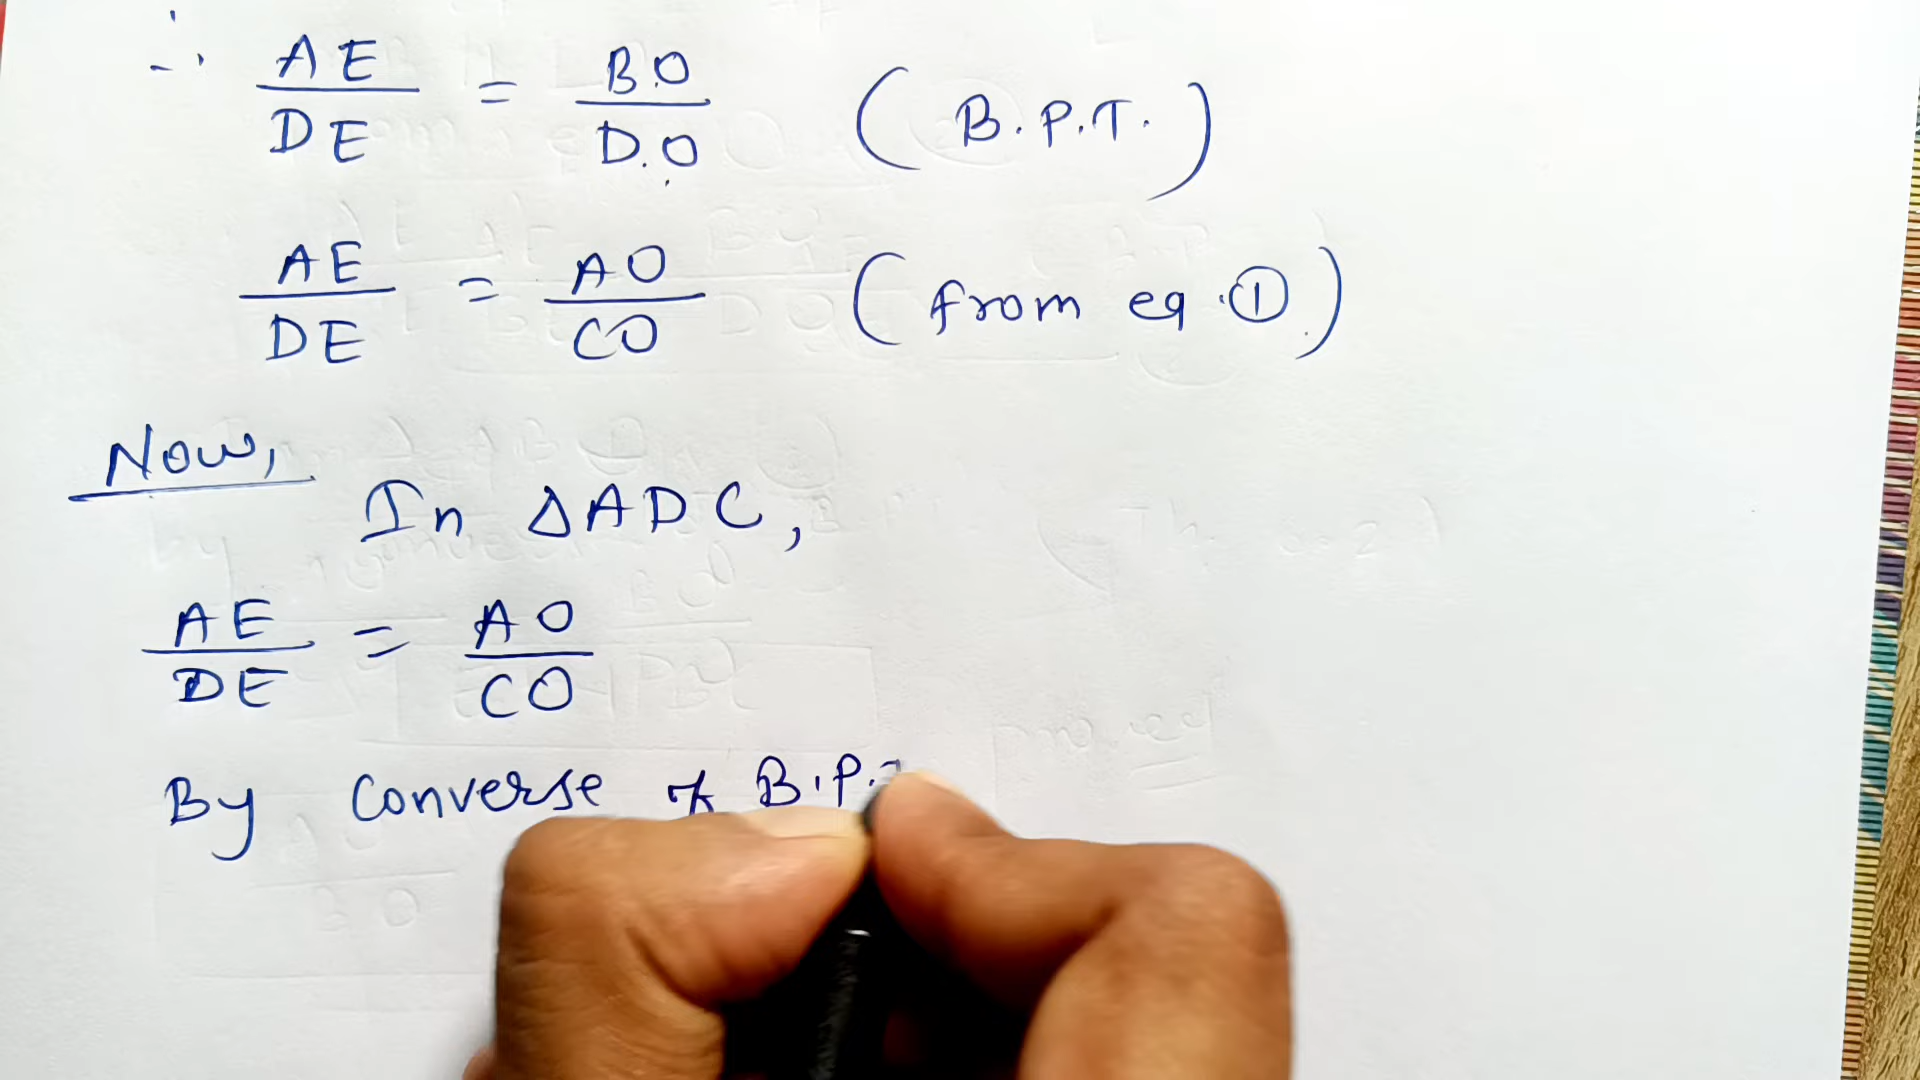 ∴ AE/DE = BO/D.O (B.P.T.)
AE/DE = AO/CO (from eq.①)
Now,
In ΔADC,
AE/DE = AO/CO
By Converse of B.P.